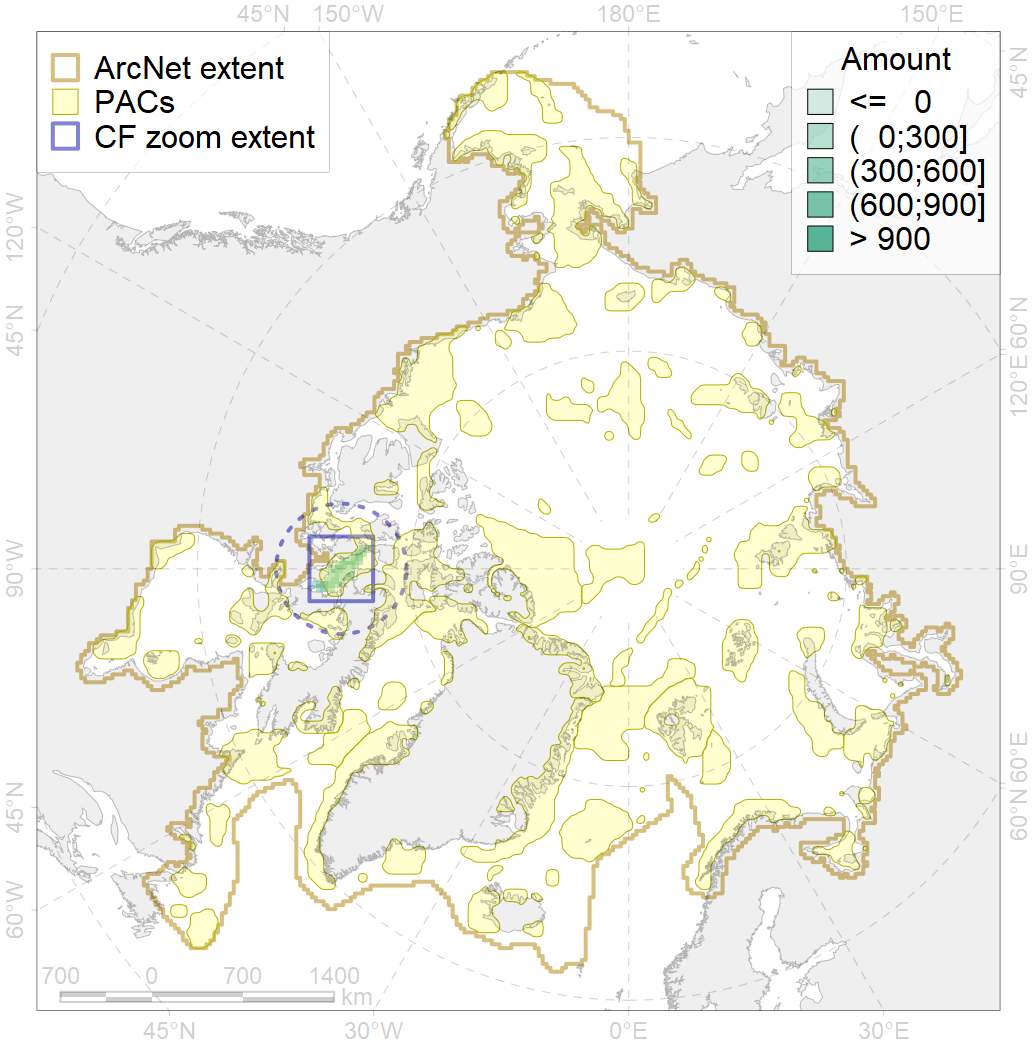 45°N 150°W 180°E 150°E
ArcNet extent
PACs
CF zoom extent
Amount
<= 0
( 0;300]
(300;600]
(600;900]
> 900
45°N
120°W
60°N
45°N
120°E
90°W
90°E
60°E
45°N
60°N
60°W
700 0 700 1400
km
45°N 30°W 0°E 30°E